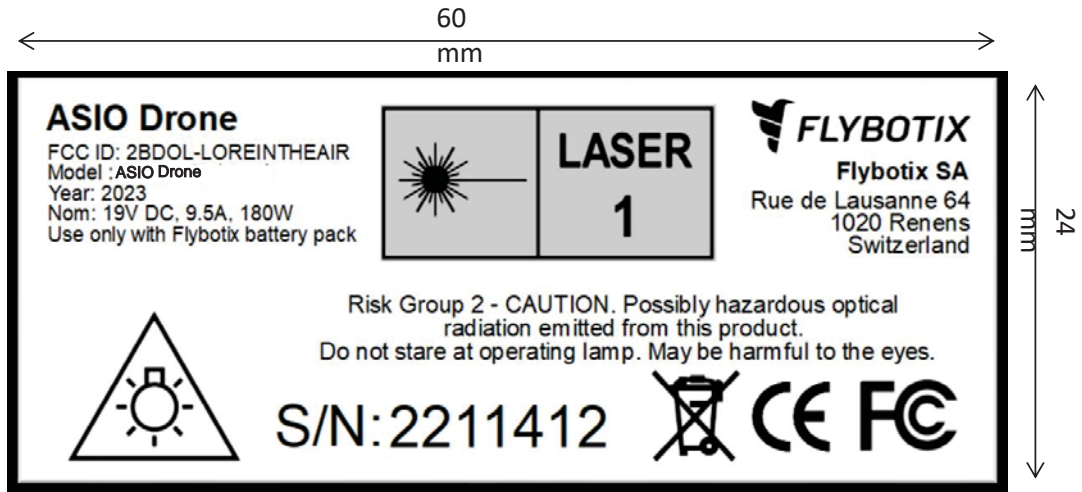 60
mm
ASIO Drone
FCC ID: 2BDOL-LOREINTHEAIR
Model :ASIO Drone
Year: 2023
Nom: 19V DC, 9.5A, 180W
Use only with Flybotix battery pack
LASER
1
FLYBOTIX
Flybotix SA
Rue de Lausanne 64
1020 Renens
Switzerland
24
mm
Risk Group 2 - CAUTION. Possibly hazardous optical
radiation emitted from this product.
Do not stare at operating lamp. May be harmful to the eyes.
S/N: 2211412
CE FC